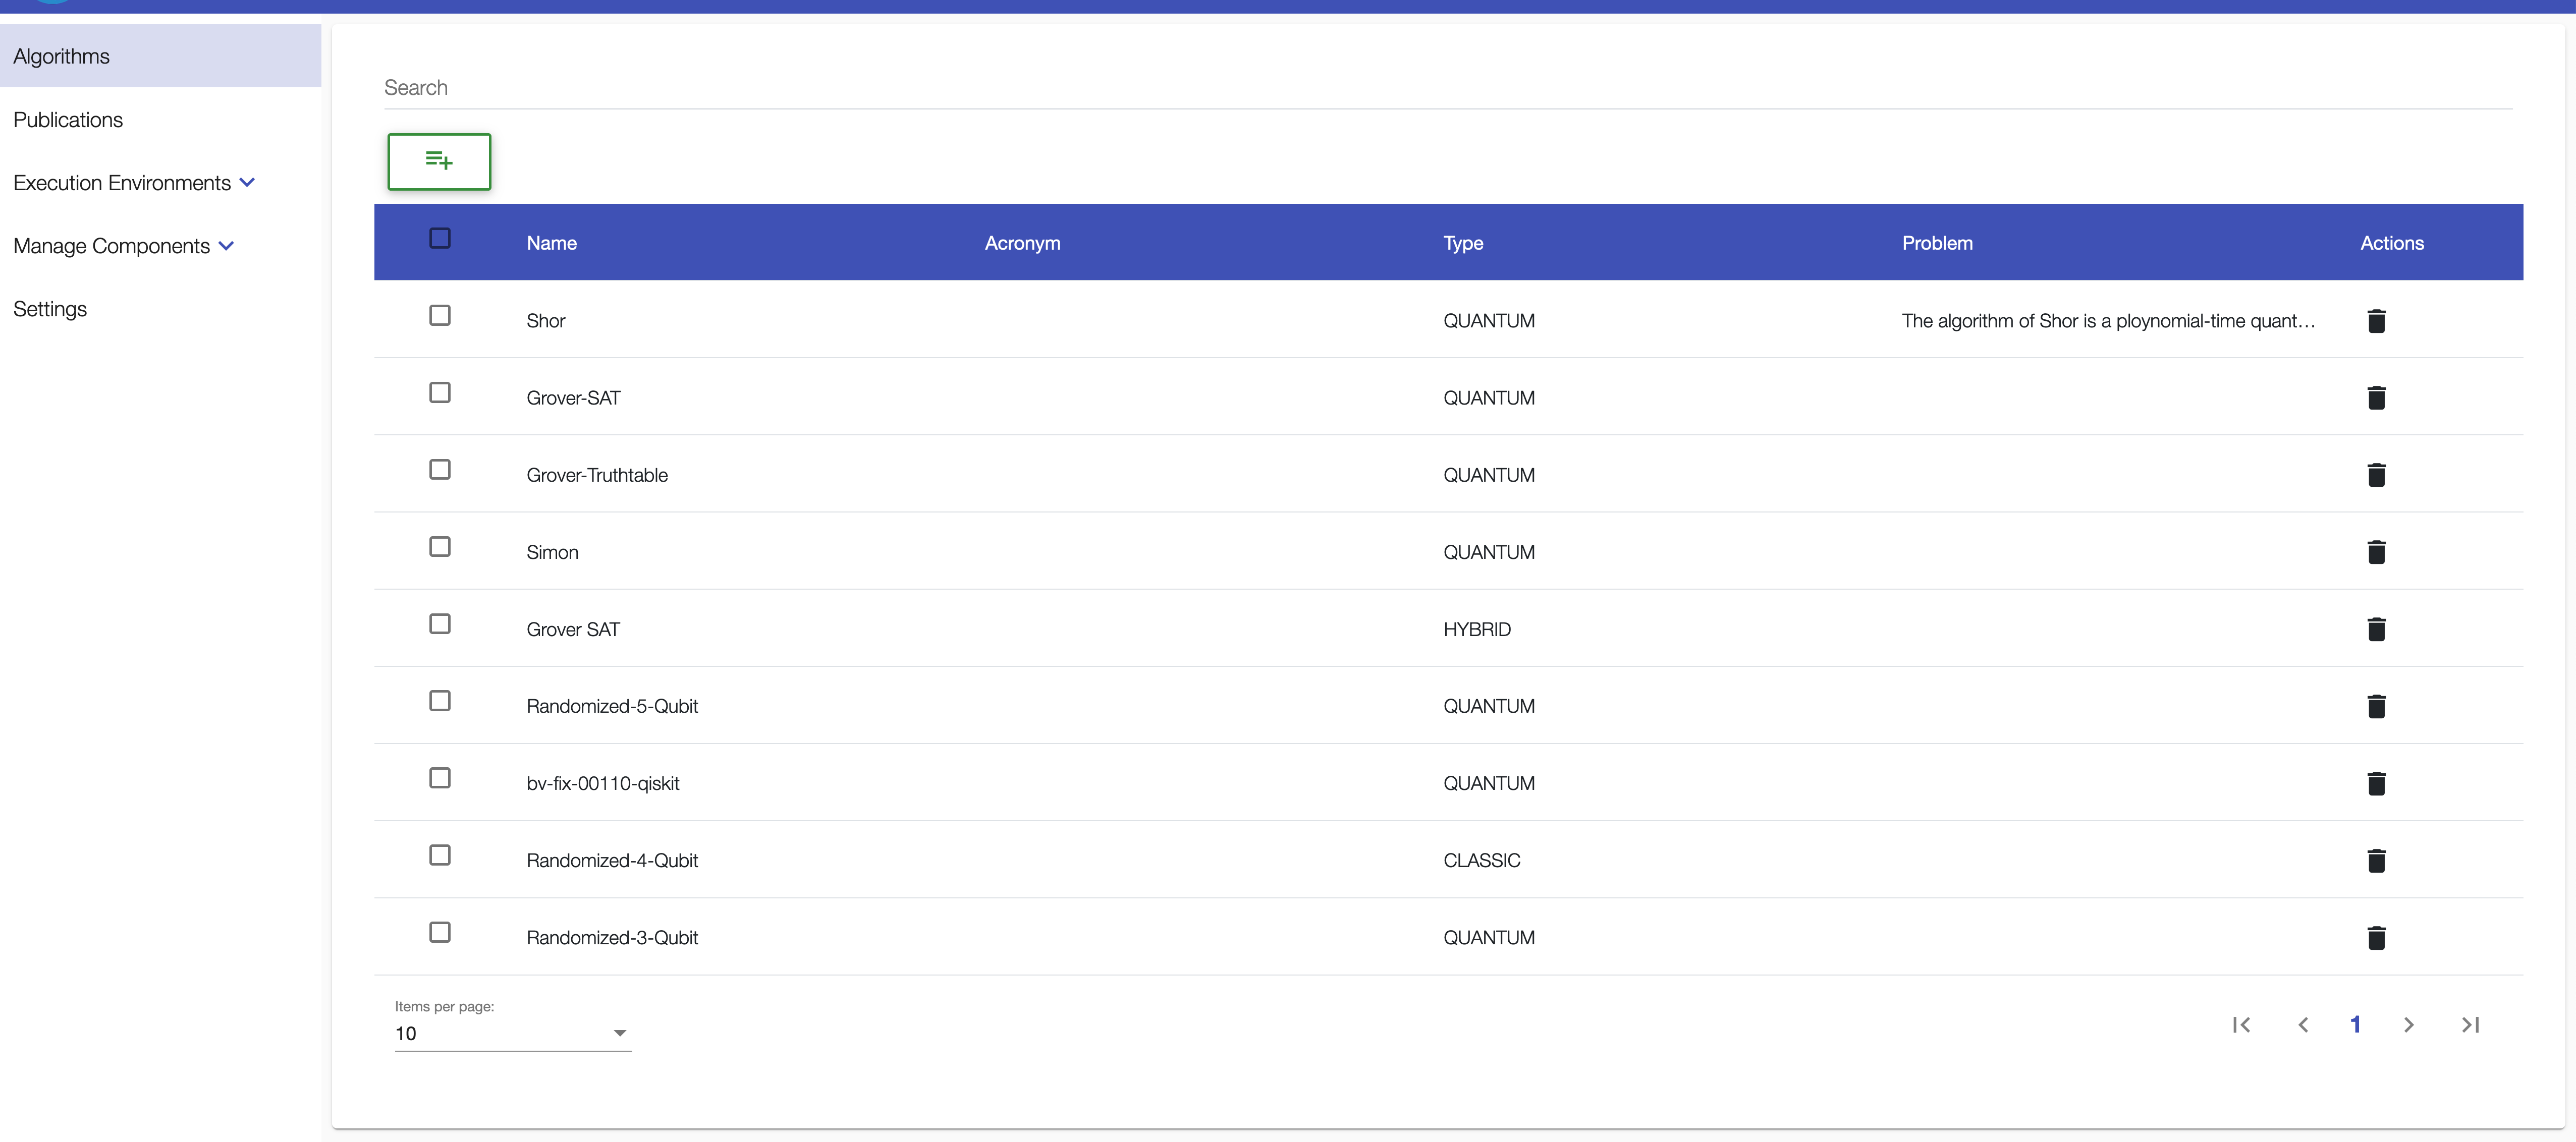 Algorithms
Publications
Execution Environments
Manage Components
Settings
Search
Name Acronym Type Problem Actions
Shor QUANTUM The algorithm of Shor is a ploynomial-time quant...
Grover-SAT QUANTUM
Grover-Truthtable QUANTUM
Simon QUANTUM
Grover SAT HYBRID
Randomized-5-Qubit QUANTUM
bv-fix-00110-qiskit QUANTUM
Randomized-4-Qubit CLASSIC
Randomized-3-Qubit QUANTUM
Items per page:
10 1